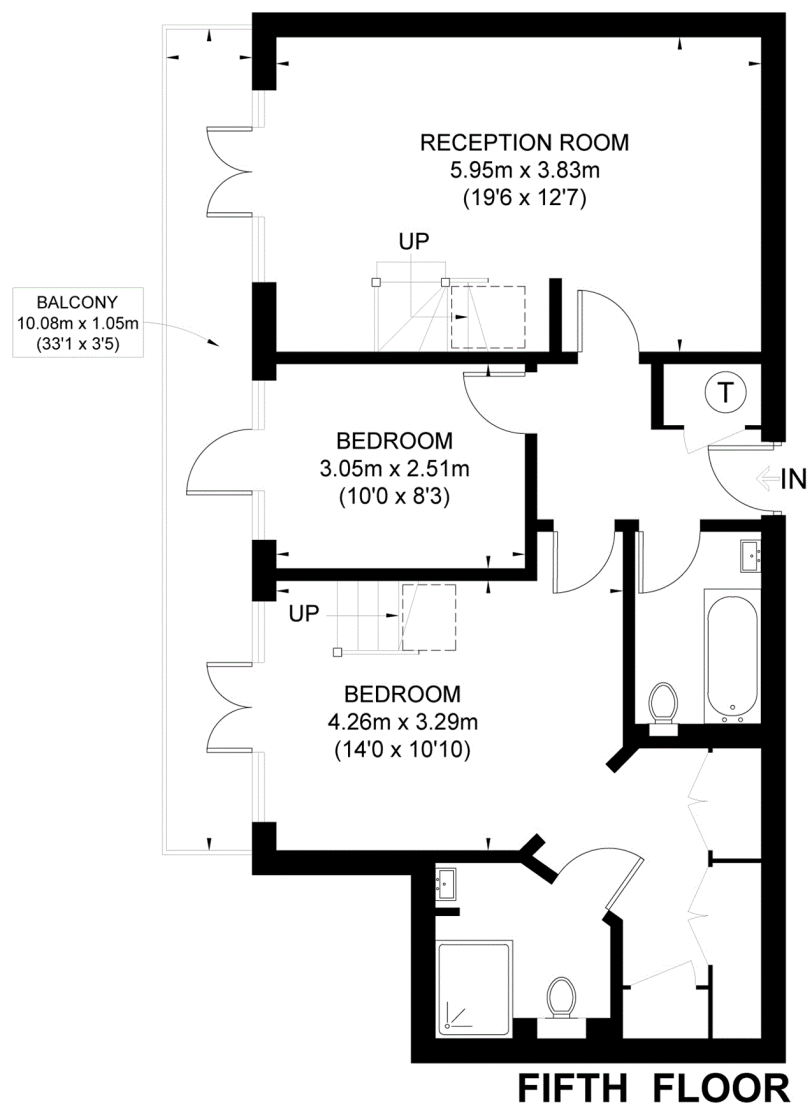 RECEPTION ROOM
5.95m x 3.83m
(19'6 x 12'7)
UP
BALCONY
10.08m x 1.05m
(33'1 x 3'5)
T
BEDROOM
3.05m x 2.51m
(10'0 x 8'3)
IN
UP
BEDROOM
4.26m x 3.29m
(14'0 x 10'10)
FIFTH FLOOR